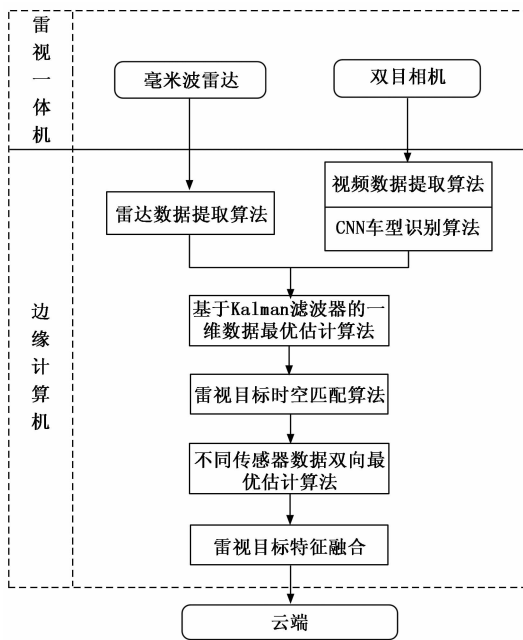 雷视一体机
毫米波雷达
双目相机
边缘计算机
雷达数据提取算法
视频数据提取算法
CNN车型识别算法
基于Kalman滤波器的一
维数据最优估计算法
雷视目标时空匹配算法
不同传感器数据双向最
优估计算法
雷视目标特征融合
云端